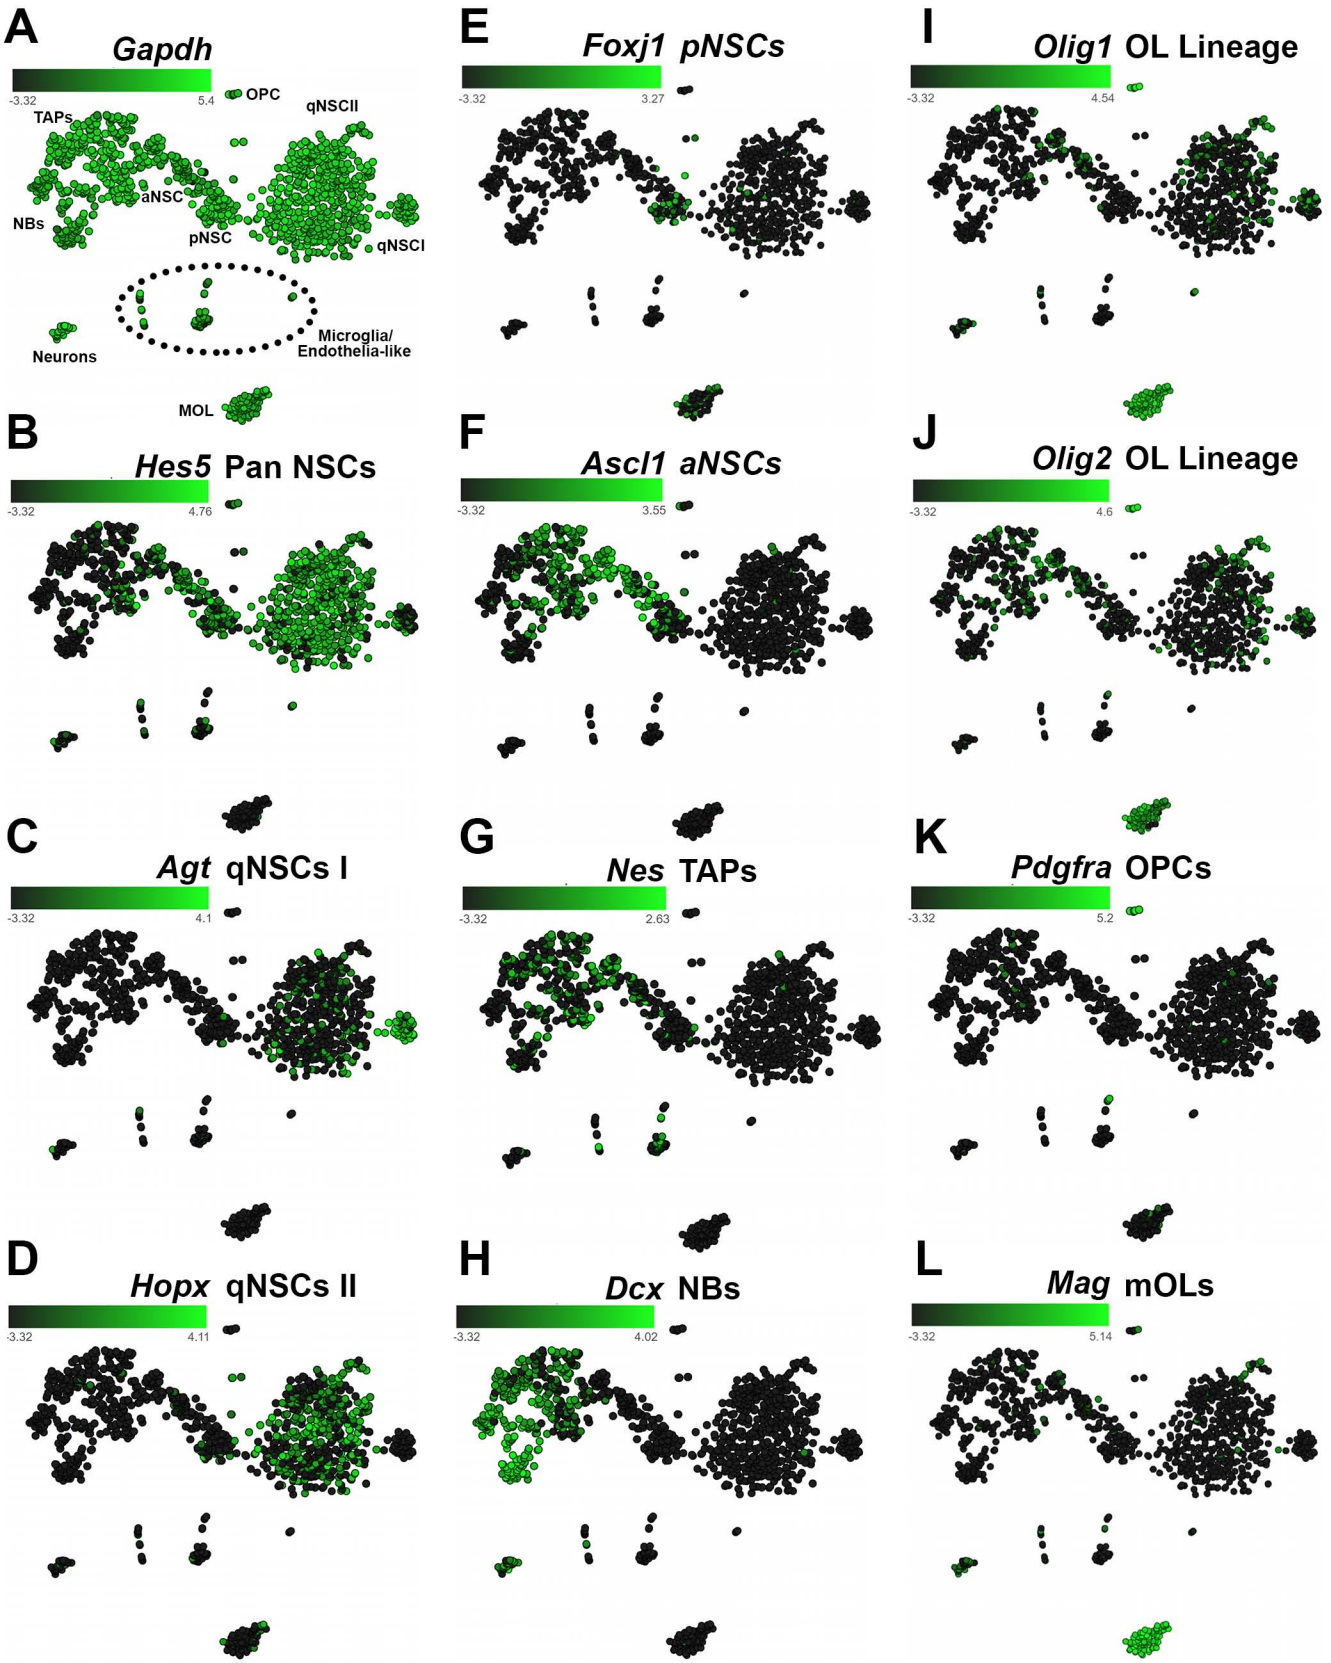 A
Gapdh
-3.32 5.4
OPC
TAPs
qNSCII
aNSC
NBs
pNSC
qNSCI
Microglia/
Endothelia-like
Neurons
MOL
B
Hes5 Pan NSCs
-3.32 4.76
C
Agt qNSCs I
-3.32 4.1
D
Hopx qNSCs II
-3.32 4.11
E
Foxj1 pNSCs
-3.32 3.27
F
Ascl1 aNSCs
-3.32 3.55
G
Nes TAPs
-3.32 2.63
H
Dcx NBs
-3.32 4.02
I
Olig1 OL Lineage
-3.32 4.54
J
Olig2 OL Lineage
-3.32 4.6
K
Pdgfra OPCs
-3.32 5.2
L
Mag mOLs
-3.32 5.14